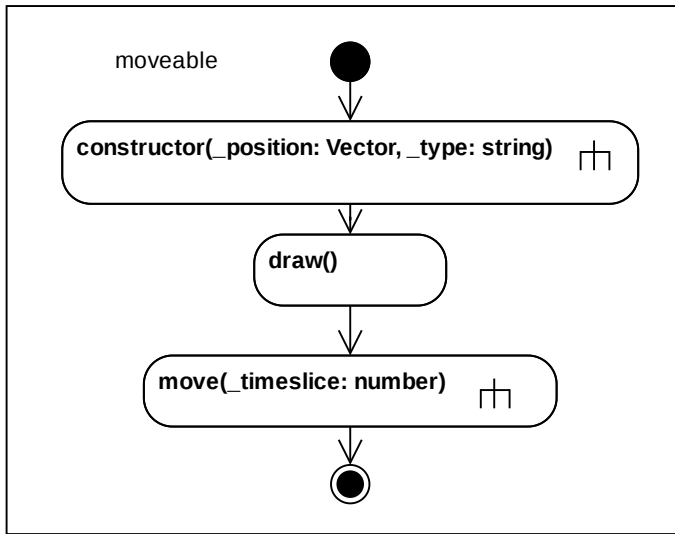 moveable
constructor(_position: Vector, _type: string)
draw()
move(_timeslice: number)